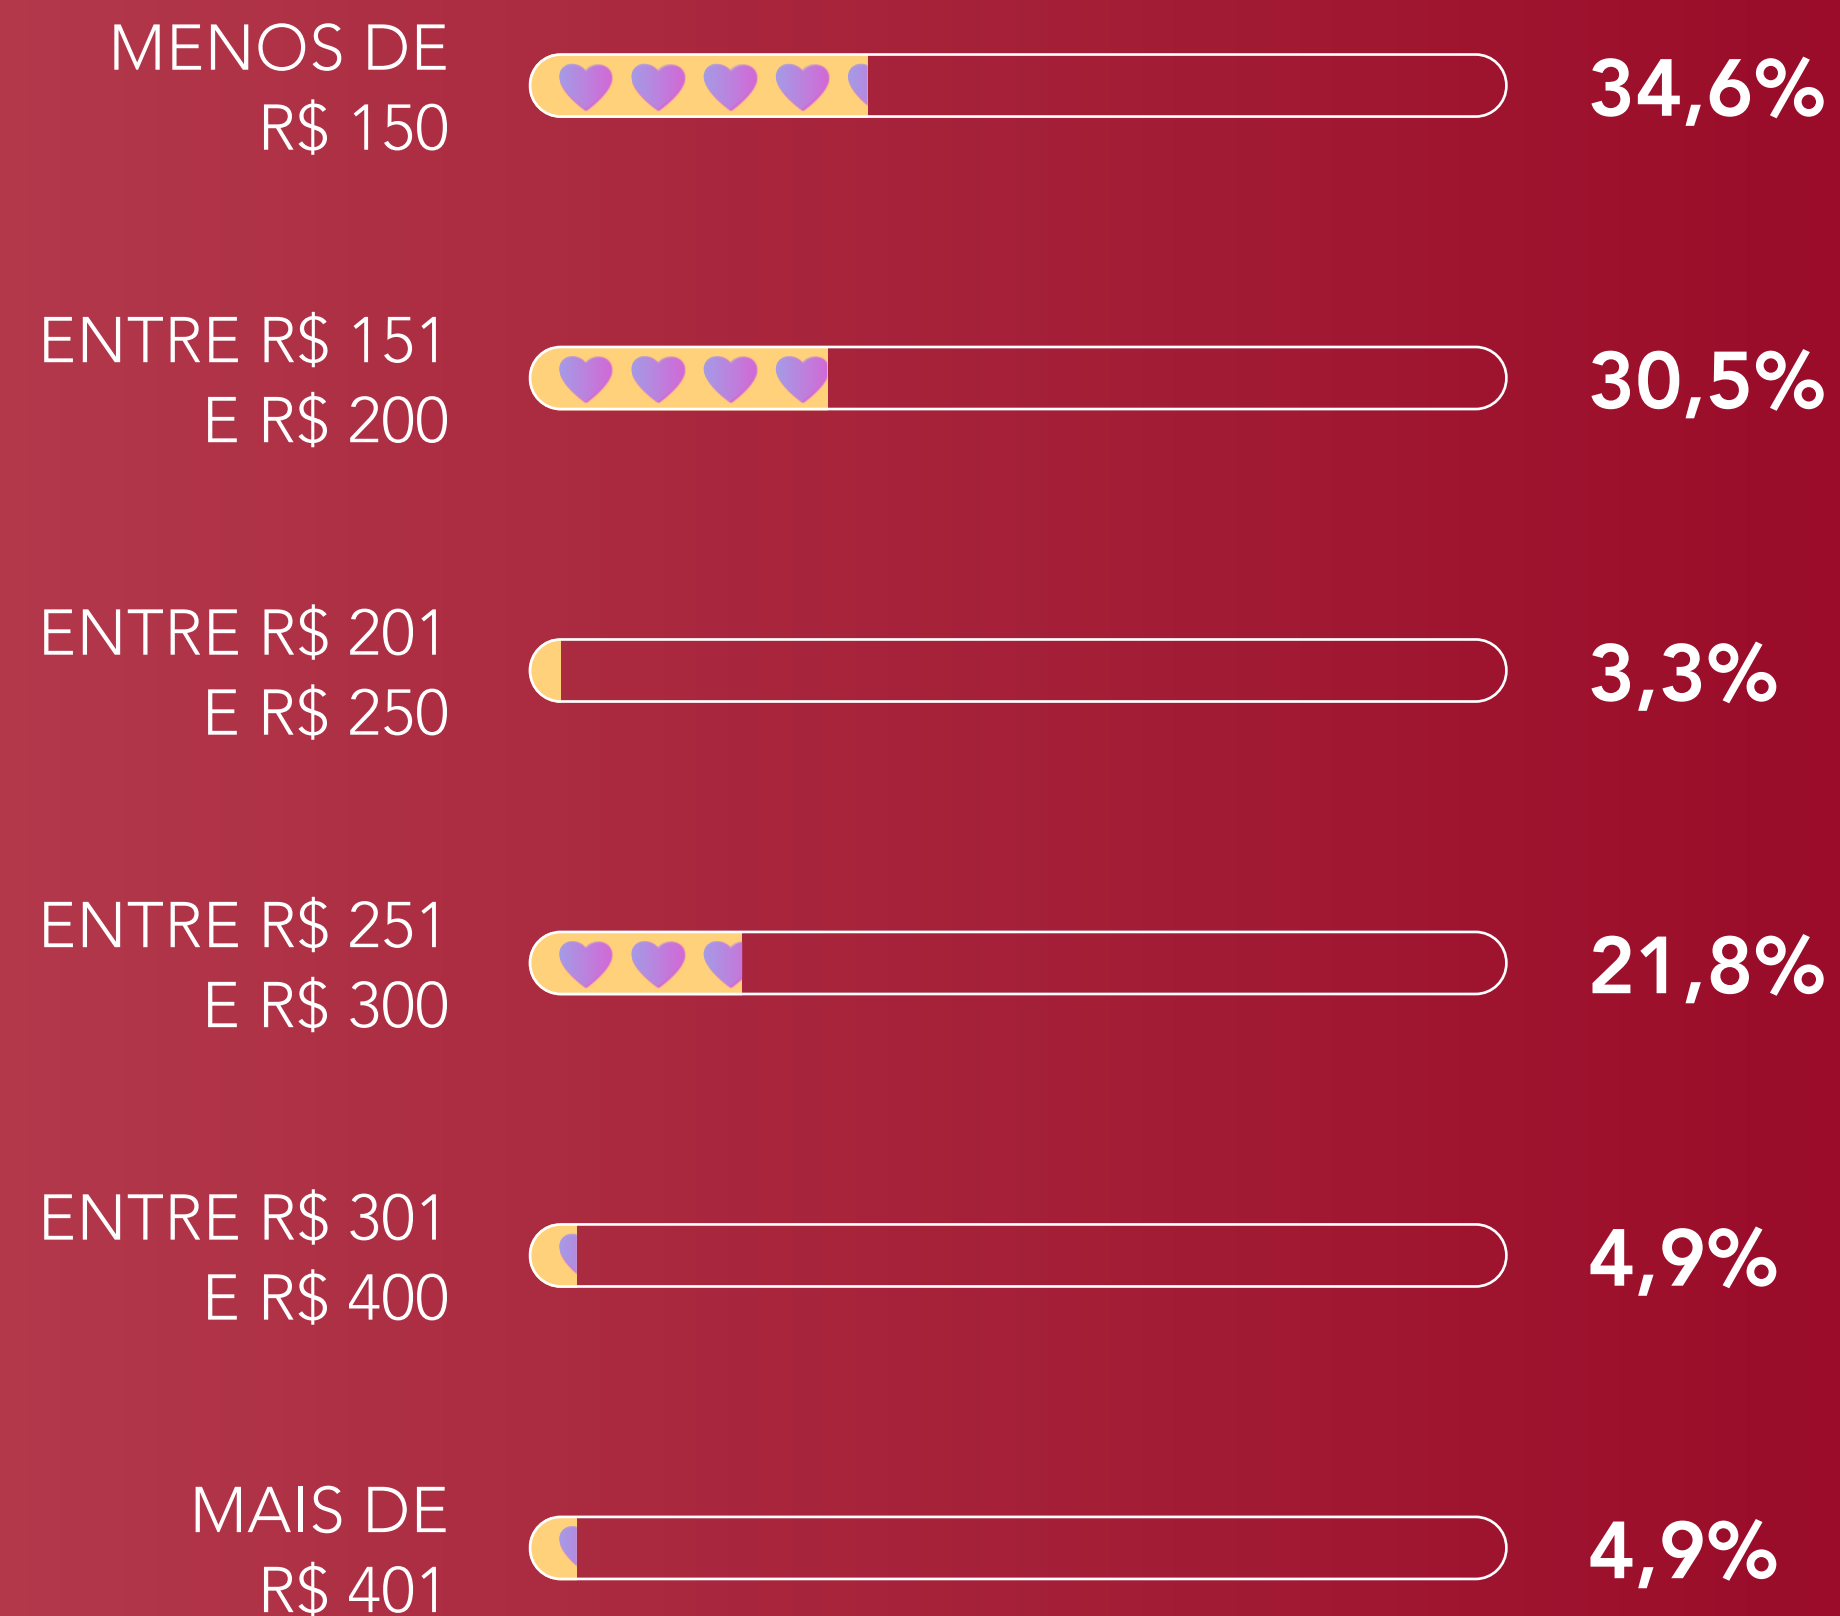 MENOS DE
R$ 150
34,6%
ENTRE R$ 151
E R$ 200
30,5%
ENTRE R$ 201
E R$ 250
3,3%
ENTRE R$ 251
E R$ 300
21,8%
ENTRE R$ 301
E R$ 400
4,9%
MAIS DE
R$ 401
4,9%